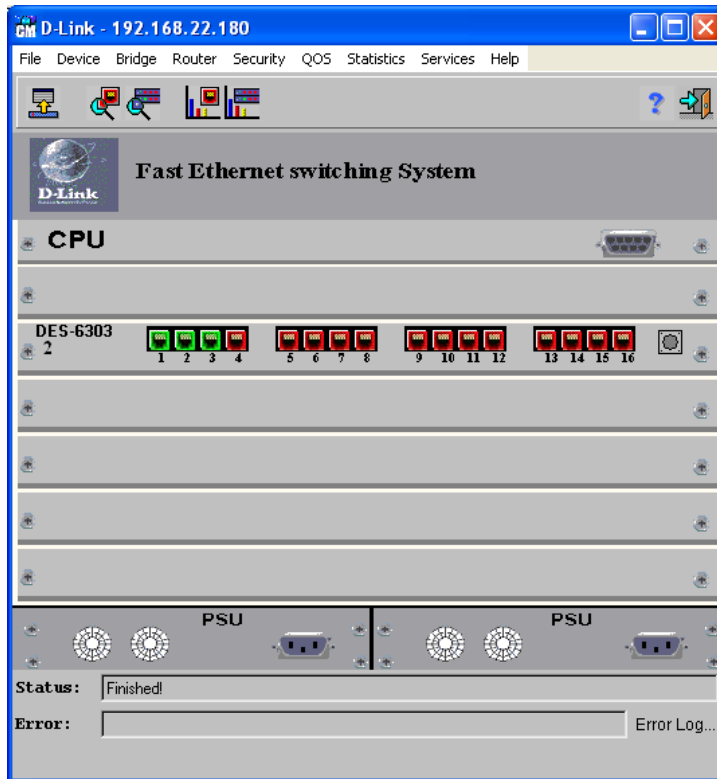 D-Link - 192.168.22.180
File Device Bridge Router Security QOS Statistics Services Help
?
D-Link
Fast Ethernet switching System
CPU
DES-6303
2
1 2 3 4 5 6 7 8 9 10 11 12 13 14 15 16
PSU PSU
Status: Finished!
Error: Error Log...